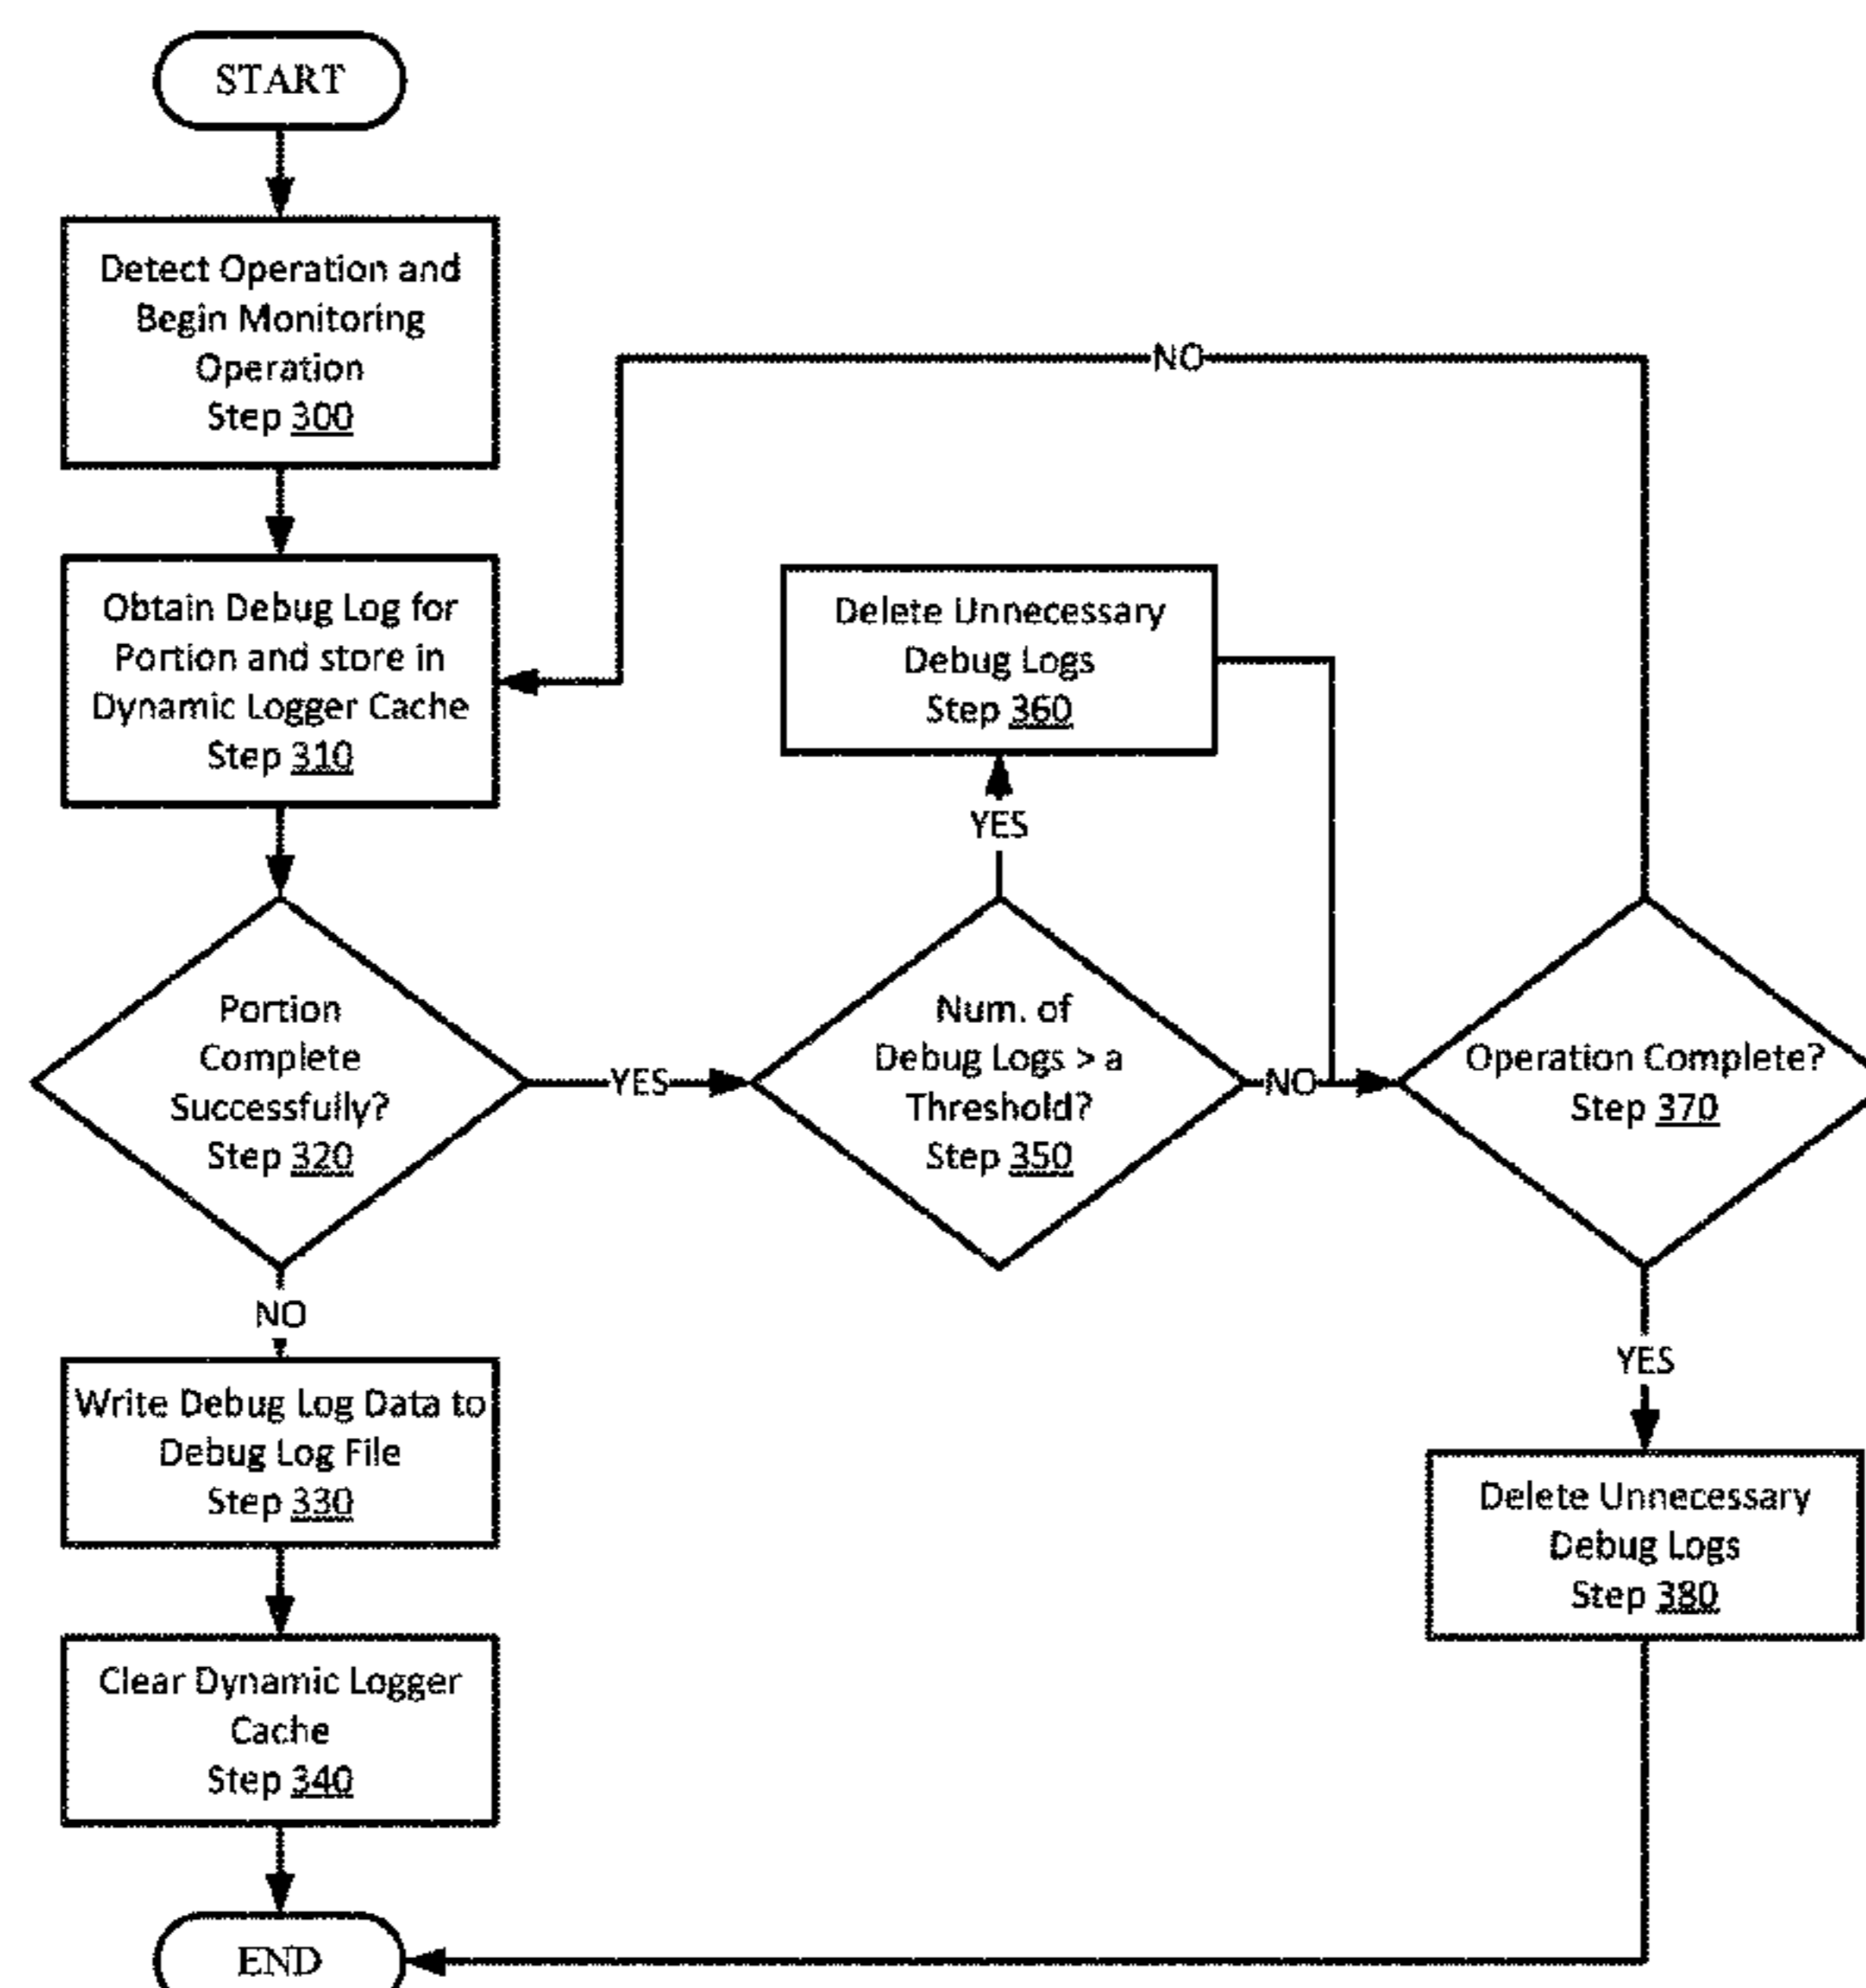 START
Detect Operation and
Begin Monitoring
Operation
Step 300
NO
Obtain Debug Log for
Portion and store in
Dynamic Logger Cache
Step 310
Delete Unnecessary
Debug Logs
Step 360
YES
Portion
Complete
Successfully?
Step 320
YES
Num. of
Debug Logs > a
Threshold?
Step 350
NO
Operation Complete?
Step 370
NO
YES
Write Debug Log Data to
Debug Log File
Step 330
Delete Unnecessary
Debug Logs
Step 380
Clear Dynamic Logger
Cache
Step 340
END